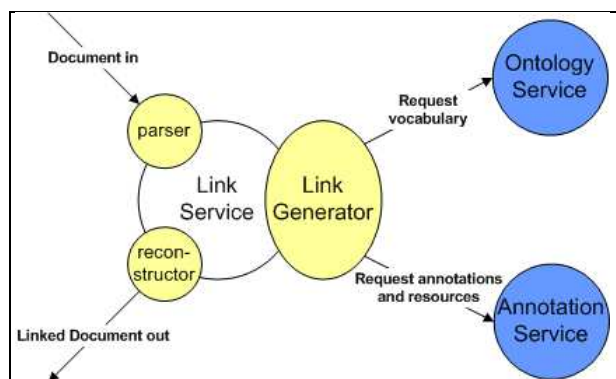 Document in
parser
Link
Service
Link
Generator
Request
vocabulary
Ontology
Service
recon-
structor
Request annotations
and resources
Annotation
Service
Linked Document out